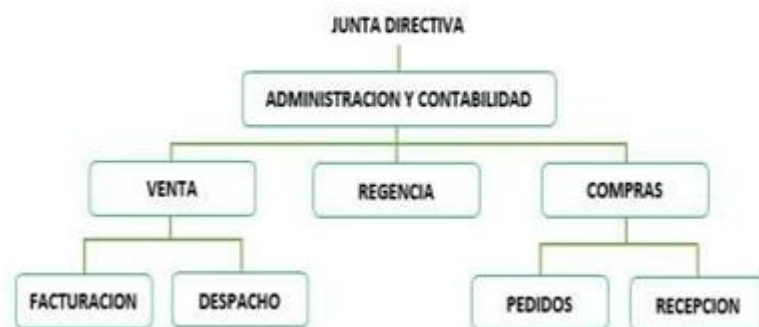 JUNTA DIRECTIVA
ADMINISTRACION Y CONTABILIDAD
VENTA
REGENCIA
COMPRAS
FACTURACION
DESPACHO
PEDIDOS
RECEPCION